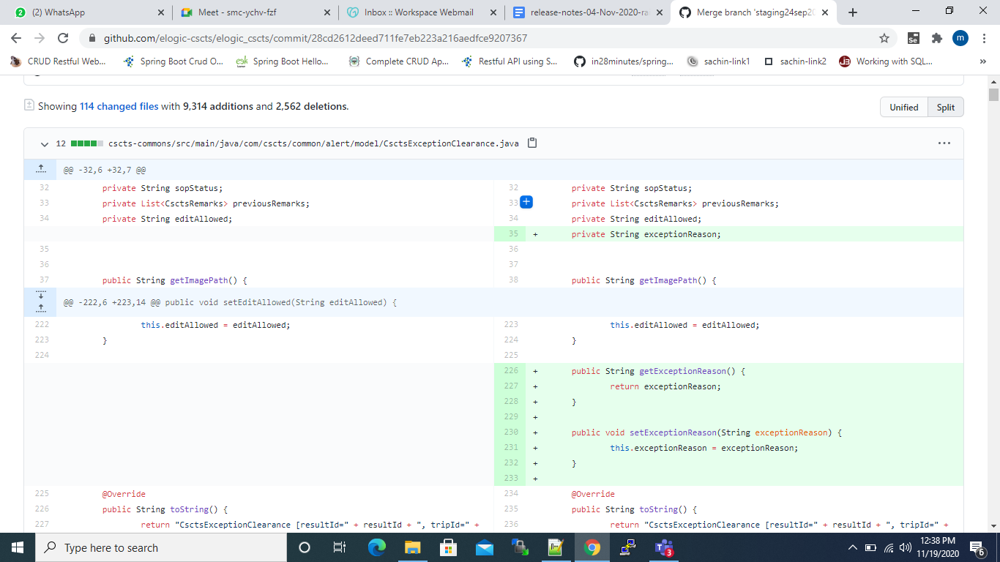 (2) WhatsApp
Meet - smc-ychv-fzf
Inbox :: Workspace Webmail
release-notes-04-Nov-2020-ra
Merge branch 'staging24sep20
github.com/elogic-cscts/elogic_cscts/commit/28cd2612deed711fe7eb223a216aedfce9207367
Se
m
CRUD Restful Web...
Spring Boot Crud O...
Spring Boot Hello...
Complete CRUD Ap...
Restful API using S...
in28minutes/spring...
sachin-link1
sachin-link2
Working with SQL...
»
Showing 114 changed files with 9,314 additions and 2,562 deletions.
Unified Split
12 cscts-commons/src/main/java/com/cscts/common/alert/model/CsctsExceptionClearance.java
@@ -32,6 +32,7 @@
32 private String sopStatus; 32 private String sopStatus;
33 private List<CsctsRemarks> previousRemarks; 33 + private List<CsctsRemarks> previousRemarks;
34 private String editAllowed; 34 private String editAllowed;
35 + private String exceptionReason;
35 36
36 37
37 public String getImagePath() { 38 public String getImagePath() {
@@ -222,6 +223,14 @@ public void setEditAllowed(String editAllowed) {
222 this.editAllowed = editAllowed; 223 this.editAllowed = editAllowed;
223 } 224 }
224 225
226 + public String getExceptionReason() {
227 + return exceptionReason;
228 + }
229 +
230 + public void setExceptionReason(String exceptionReason) {
231 + this.exceptionReason = exceptionReason;
232 + }
233 +
225 @Override 234 @Override
226 public String toString() { 235 public String toString() {
227 return "CsctsExceptionClearance [resultId=" + resultId + ", tripId=" + 236 return "CsctsExceptionClearance [resultId=" + resultId + ", tripId=" +
Type here to search
3
12:38 PM
11/19/2020
6